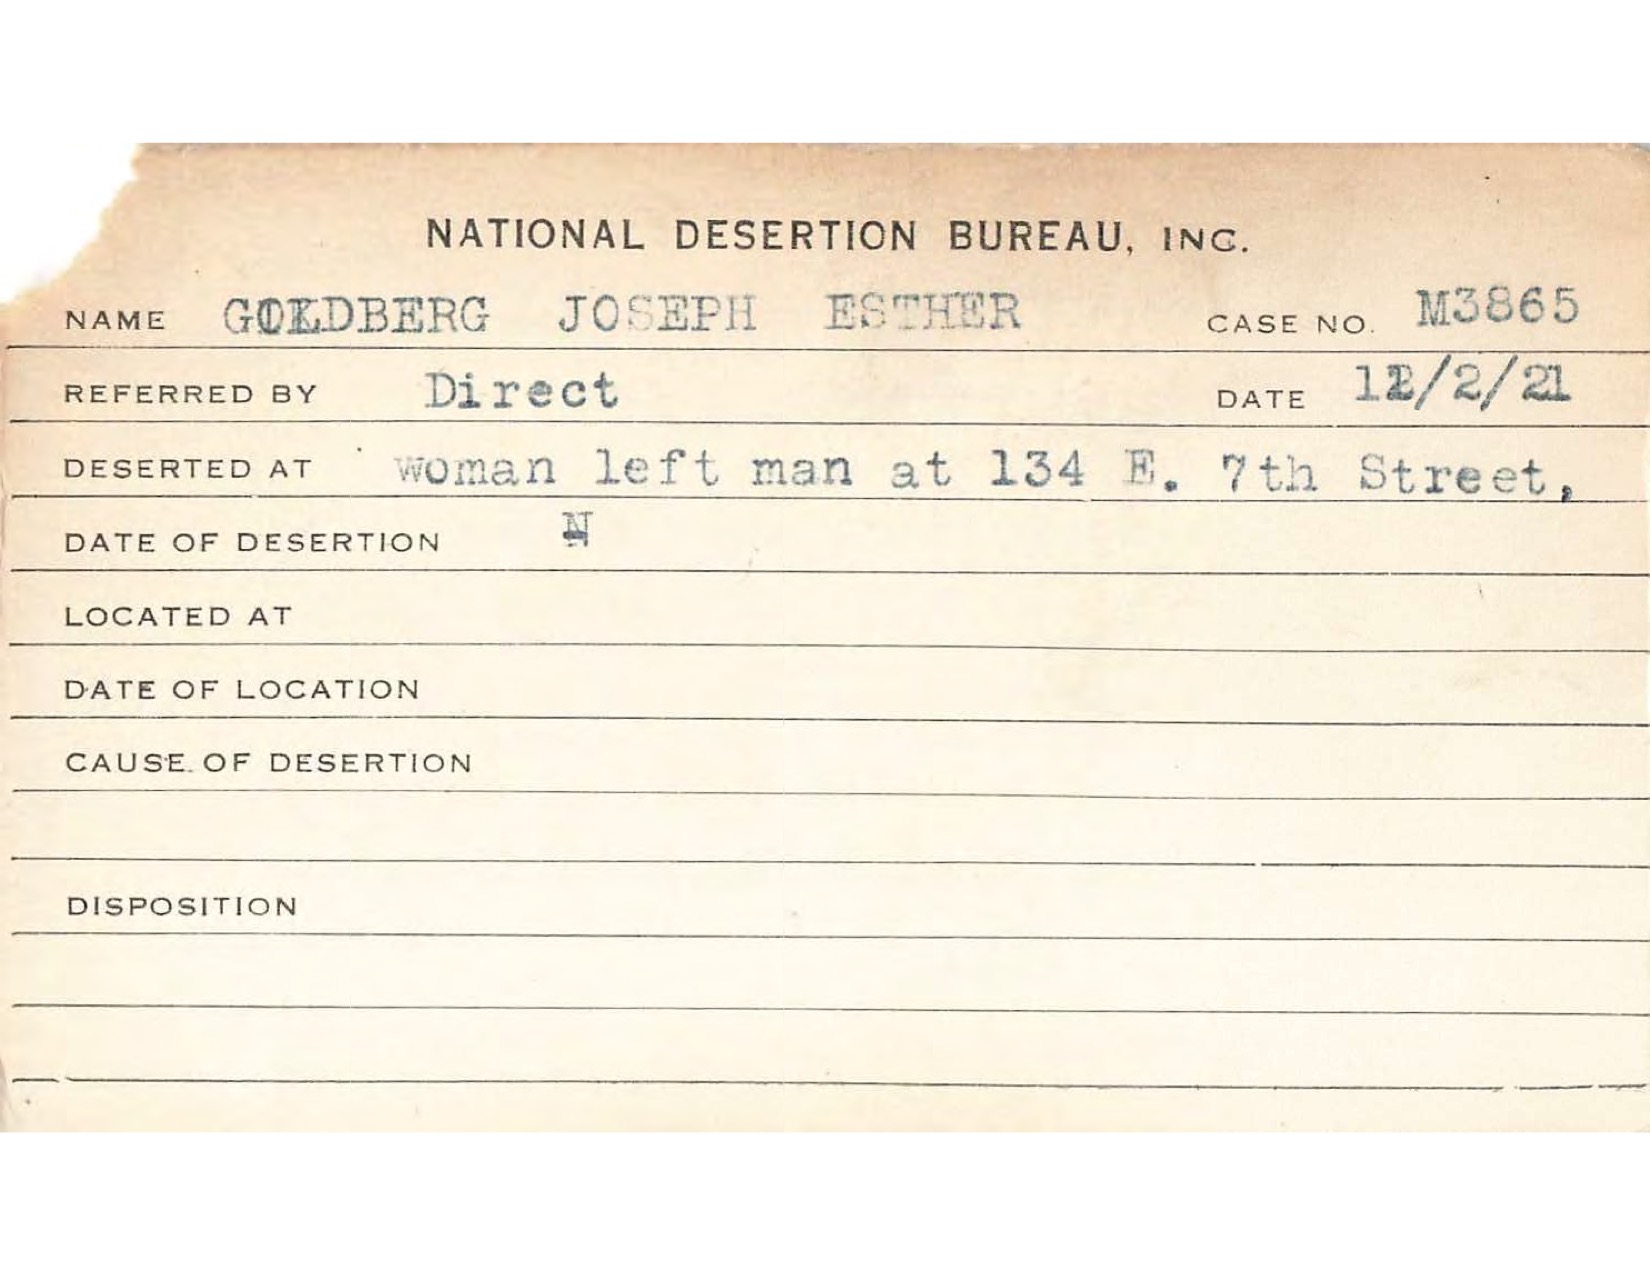 NATIONAL DESERTION BUREAU, INC.
NAME GOLDBERG JOSEPH ESTHER CASE NO. M3865
REFERRED BY Direct DATE 12/2/21
DESERTED AT woman left man at 134 E. 7th Street,
DATE OF DESERTION N
LOCATED AT
DATE OF LOCATION
CAUSE OF DESERTION
DISPOSITION